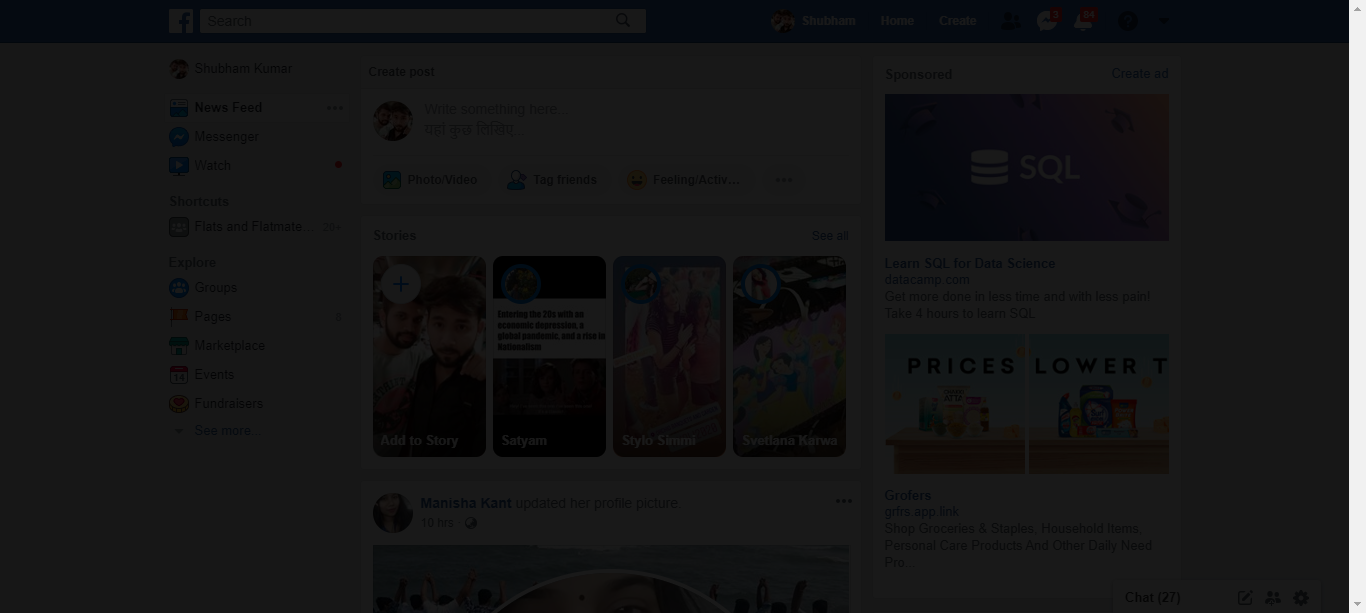 Search
Shubham
Home
Create
3
84
Shubham Kumar
News Feed
Messenger
Watch
Shortcuts
Flats and Flatmate... 20+
Explore
Groups
Pages
Marketplace
14 Events
Fundraisers
See more...
Create post
Write something here...
यहां कुछ लिखिए...
Photo/Video
Tag friends
Feeling/Activ...
Stories
See all
Entering the 20s with an
economic depression, a
global pandemic, and a rise in
Nationalism
Add to Story
Satyam
Stylo Simmi
Svetlana Karwa
Manisha Kant updated her profile picture.
10 hrs
Sponsored
Create ad
SQL
Learn SQL for Data Science
datacamp.com
Get more done in less time and with less pain!
Take 4 hours to learn SQL
PRICES
LOWER T
Grofers
grfrs.app.link
Shop Groceries & Staples, Household Items,
Personal Care Products And Other Daily Need
Pro...
Chat (27)